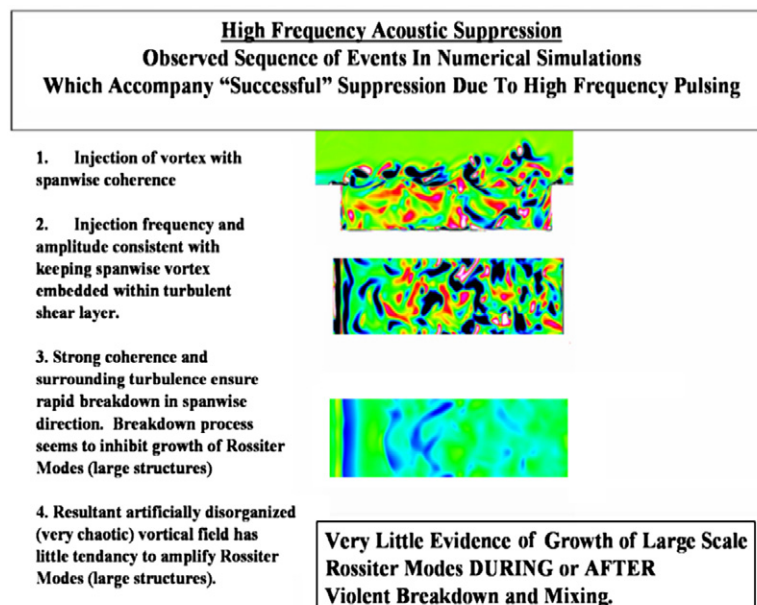 High Frequency Acoustic Suppression
Observed Sequence of Events In Numerical Simulations
Which Accompany “Successful” Suppression Due To High Frequency Pulsing
1. Injection of vortex with
spanwise coherence
2. Injection frequency and
amplitude consistent with
keeping spanwise vortex
embedded within turbulent
shear layer.
3. Strong coherence and
surrounding turbulence ensure
rapid breakdown in spanwise
direction. Breakdown process
seems to inhibit growth of Rossiter
Modes (large structures)
4. Resultant artificially disorganized
(very chaotic) vortical field has
little tendancy to amplify Rossiter
Modes (large structures).
Very Little Evidence of Growth of Large Scale
Rossiter Modes DURING or AFTER
Violent Breakdown and Mixing.